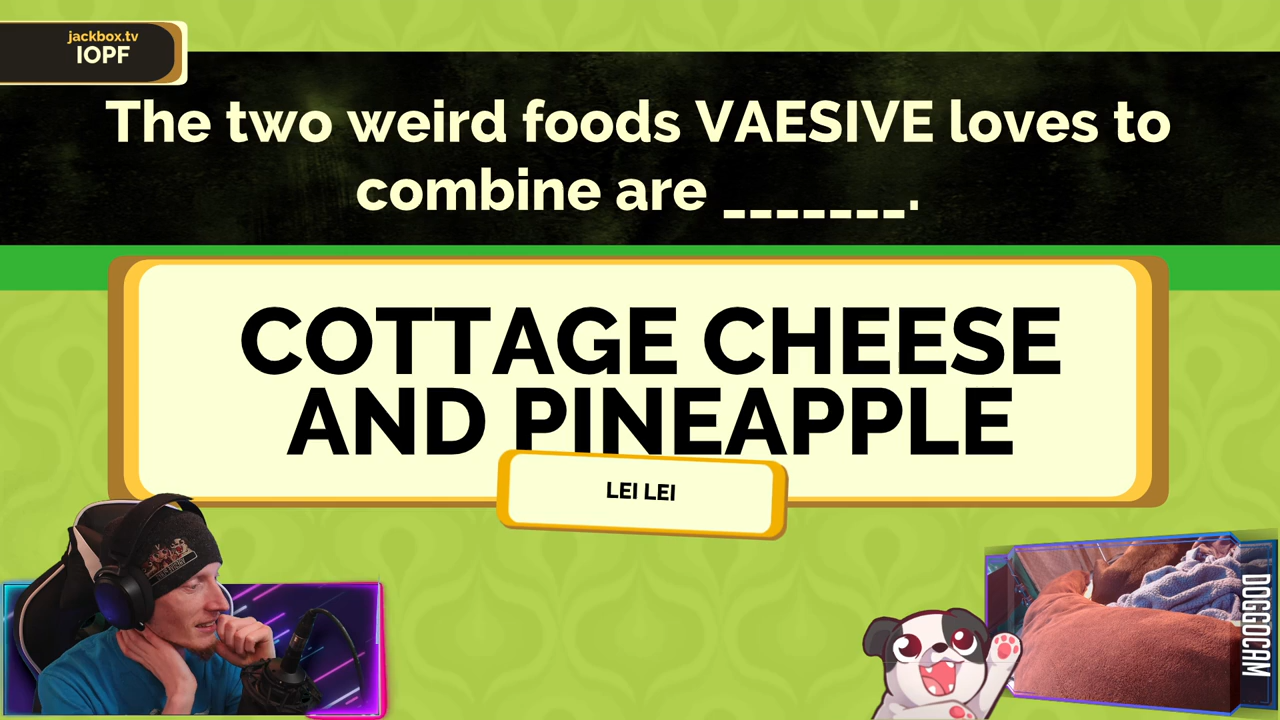 jackbox.tv
IOPF
The two weird foods VAESIVE loves to
combine are _______.
COTTAGE CHEESE
AND PINEAPPLE
LEI LEI
DOGGOCAM